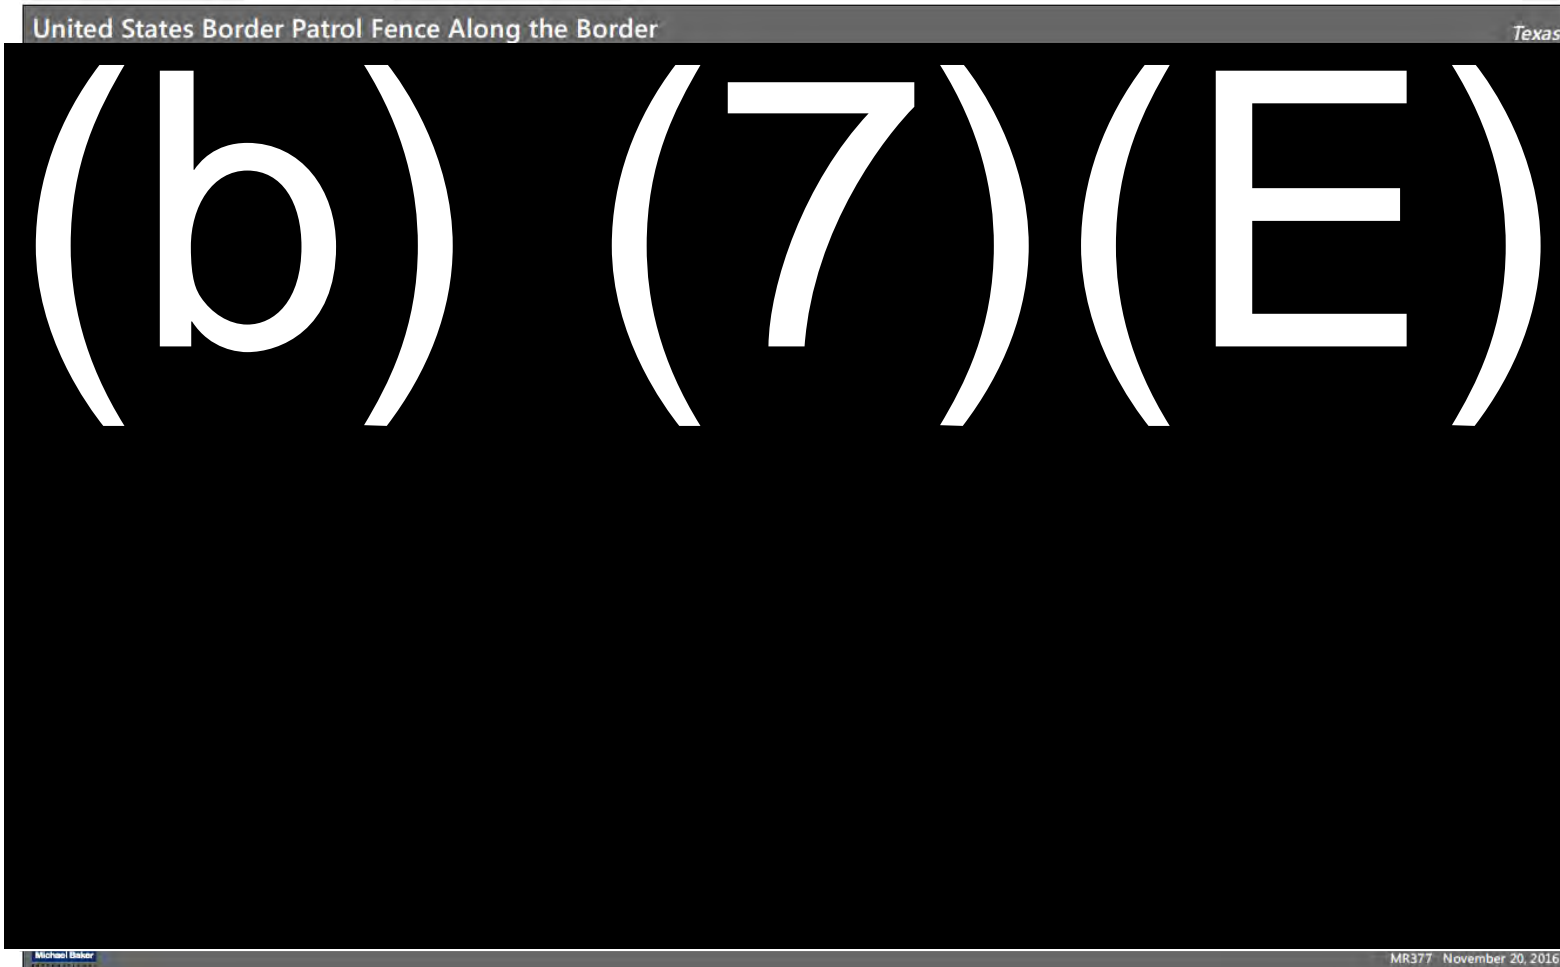 United States Border Patrol Fence Along the Border
Texas
(b) (7)(E)
Michael Baker
MR377 November 20, 2016